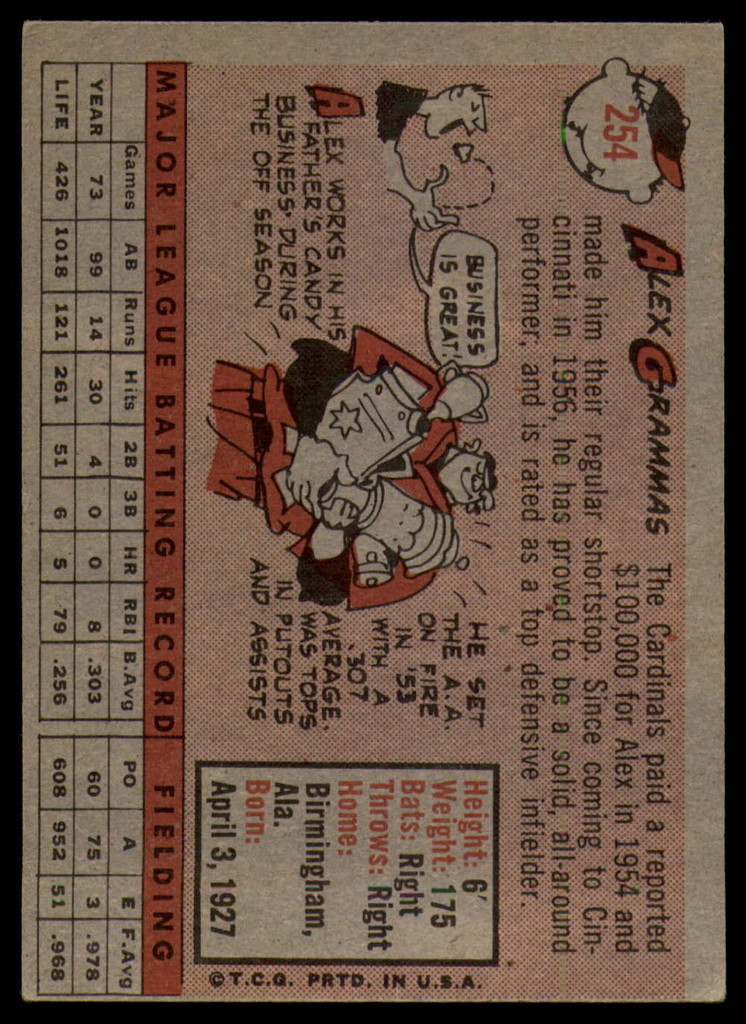 254
ALEX GRAMMAS
The Cardinals paid a reported
$100,000 for Alex in 1954 and
made him their regular shortstop. Since coming to Cin-
cinnati in 1956, he has proved to be a solid, all-around
performer, and is rated as a top defensive infielder.
BUSINESS
IS GREAT!
ALEX WORKS IN HIS
FATHER'S CANDY
BUSINESS, DURING
THE OFF SEASON
HE SET
THE A.A.
ON FIRE
IN '53
WITH A
.307
AVERAGE.
WAS TOPS
IN PUTOUTS
AND ASSISTS
Height: 6'
Weight: 175
Bats: Right
Throws: Right
Home:
Birmingham,
Ala.
Born:
April 3, 1927
©T.C.G. PRTD. IN U.S.A.
MAJOR LEAGUE BATTING RECORD FIELDING
Games AB Runs Hits 2B 3B HR RBI B.Avg PO A E F.Avg
YEAR 73 99 14 30 4 0 0 8 .303 60 75 3 .978
LIFE 426 1018 121 261 51 6 5 79 .256 608 952 51 .968